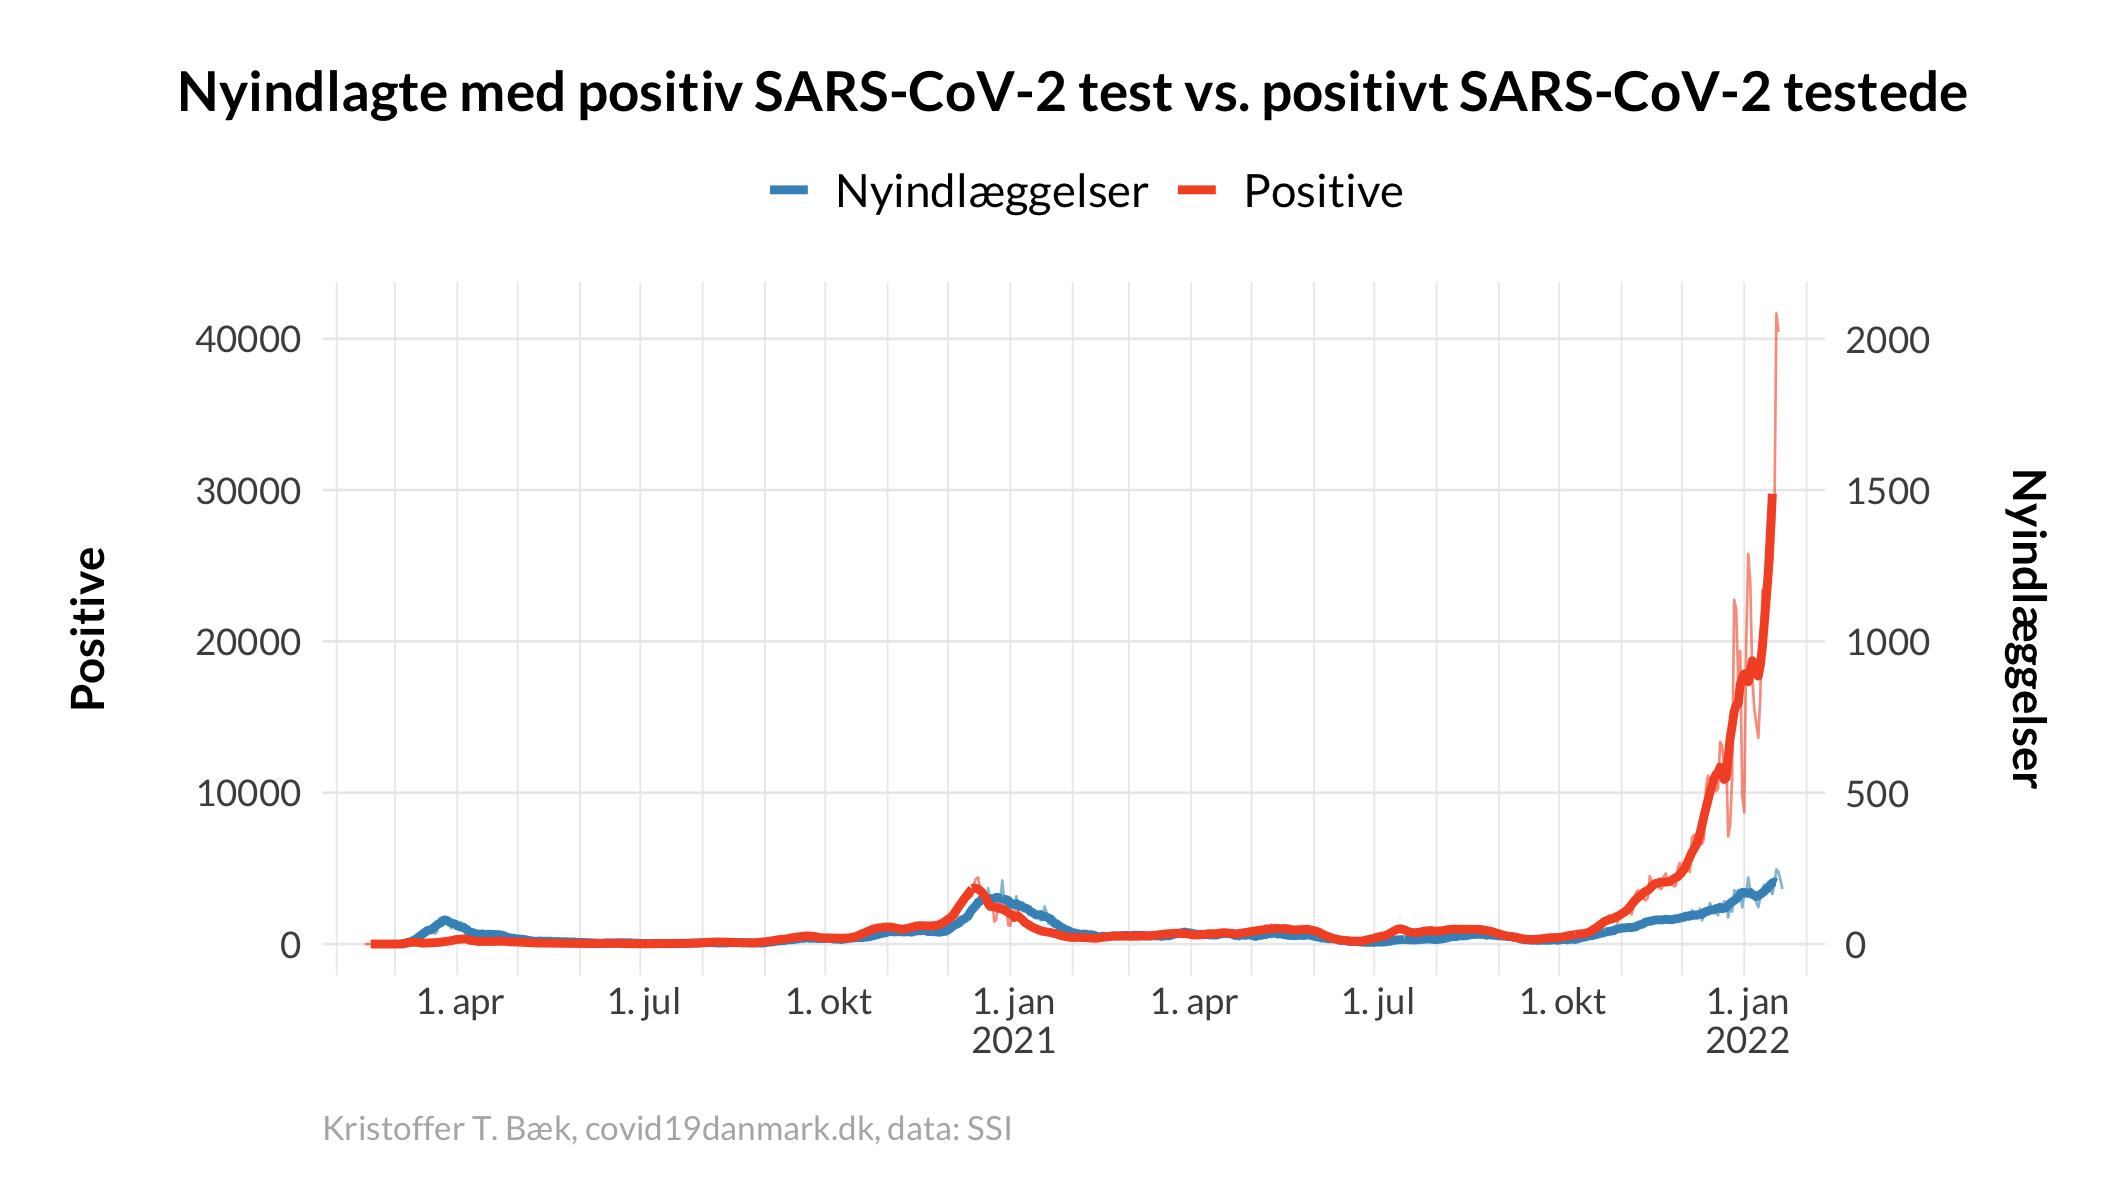 Nyindlagte med positiv SARS-CoV-2 test vs. positivt SARS-CoV-2 testede
Nyindlæggelser Positive
Positive
40000
30000
20000
10000
0
2000
1500
1000
500
0
Nyindlæggelser
1. apr 1. jul 1. okt 1. jan 1. apr 1. jul 1. okt 1. jan
2021 2022
Kristoffer T. Bæk, covid19danmark.dk, data: SSI